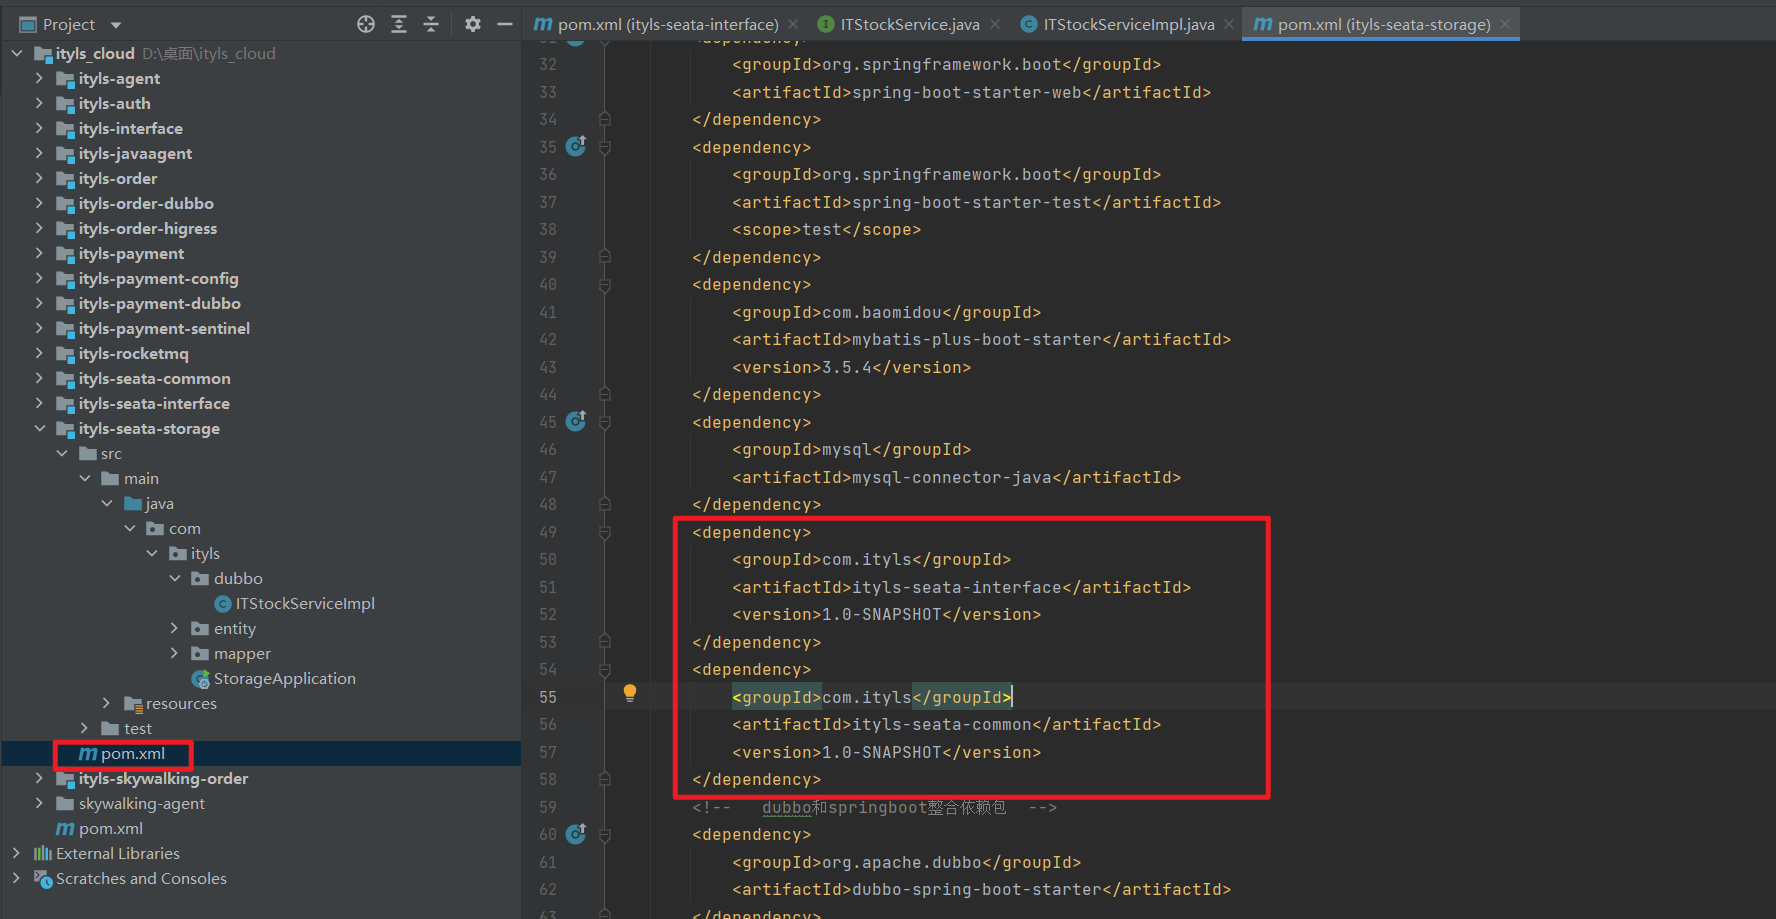 Project
pom.xml (ityls-seata-interface)
ITStockService.java
ITStockServiceImpl.java
pom.xml (ityls-seata-storage)
ityls_cloud D:\桌面\ityls_cloud
ityls-agent
ityls-auth
ityls-interface
ityls-javaagent
ityls-order
ityls-order-dubbo
ityls-order-higress
ityls-payment
ityls-payment-config
ityls-payment-dubbo
ityls-payment-sentinel
ityls-rocketmq
ityls-seata-common
ityls-seata-interface
ityls-seata-storage
src
main
java
com
ityls
dubbo
ITStockServiceImpl
entity
mapper
StorageApplication
resources
test
pom.xml
ityls-skywalking-order
skywalking-agent
pom.xml
External Libraries
Scratches and Consoles
31 <dependency>
32 <groupId>org.springframework.boot</groupId>
33 <artifactId>spring-boot-starter-web</artifactId>
34 </dependency>
35 <dependency>
36 <groupId>org.springframework.boot</groupId>
37 <artifactId>spring-boot-starter-test</artifactId>
38 <scope>test</scope>
39 </dependency>
40 <dependency>
41 <groupId>com.baomidou</groupId>
42 <artifactId>mybatis-plus-boot-starter</artifactId>
43 <version>3.5.4</version>
44 </dependency>
45 <dependency>
46 <groupId>mysql</groupId>
47 <artifactId>mysql-connector-java</artifactId>
48 </dependency>
49 <dependency>
50 <groupId>com.ityls</groupId>
51 <artifactId>ityls-seata-interface</artifactId>
52 <version>1.0-SNAPSHOT</version>
53 </dependency>
54 <dependency>
55 <groupId>com.ityls</groupId>
56 <artifactId>ityls-seata-common</artifactId>
57 <version>1.0-SNAPSHOT</version>
58 </dependency>
59 <!-- dubbo和springboot整合依赖包 -->
60 <dependency>
61 <groupId>org.apache.dubbo</groupId>
62 <artifactId>dubbo-spring-boot-starter</artifactId>
63 </dependency>